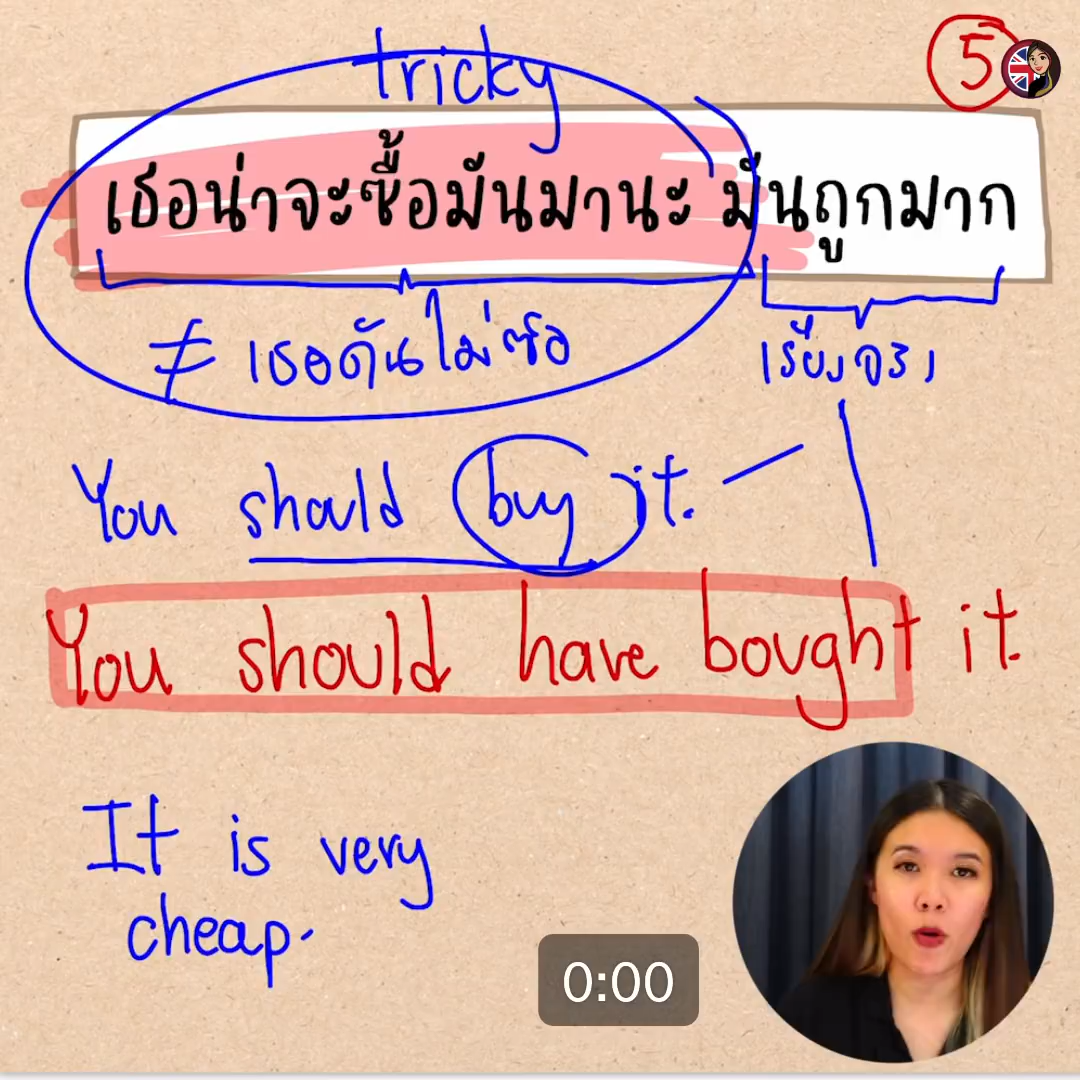 5
tricky
เธอน่าจะซื้อมันมานะ มันถูกมาก
≠ เธอดันไม่ซื้อ
เรื่องจริง
You should buy it.
You should have bought it.
It is very
cheap.
0:00